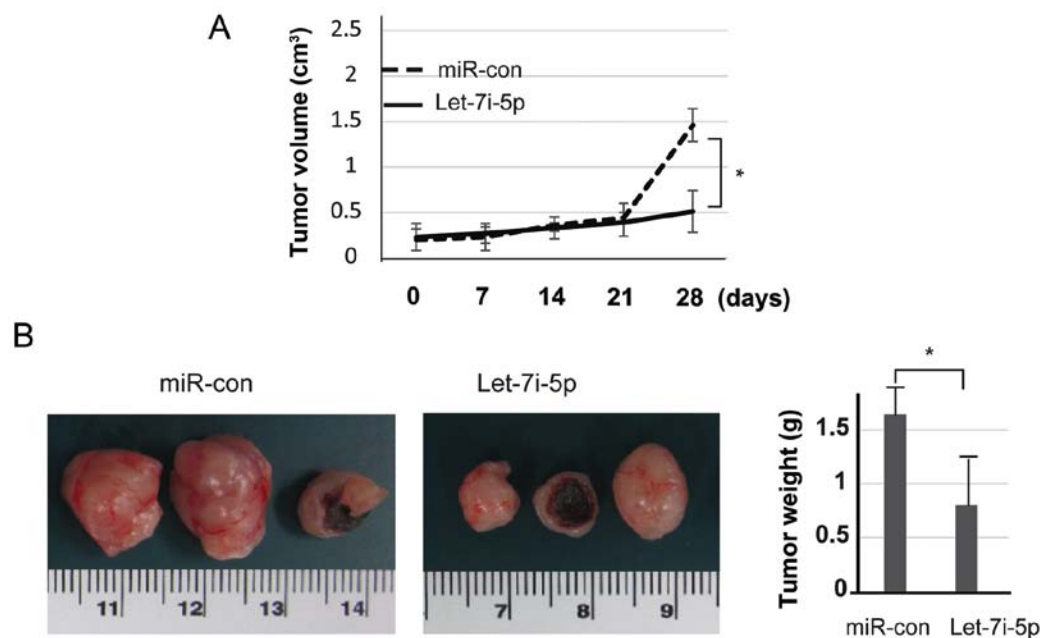 A
Tumor volume (cm³)
2.5
2
1.5
1
0.5
0
miR-con
Let-7i-5p
*
0 7 14 21 28 (days)
B
miR-con
Let-7i-5p
11 12 13 14
7 8 9
*
Tumor weight (g)
1.5
1
0.5
0
miR-con Let-7i-5p